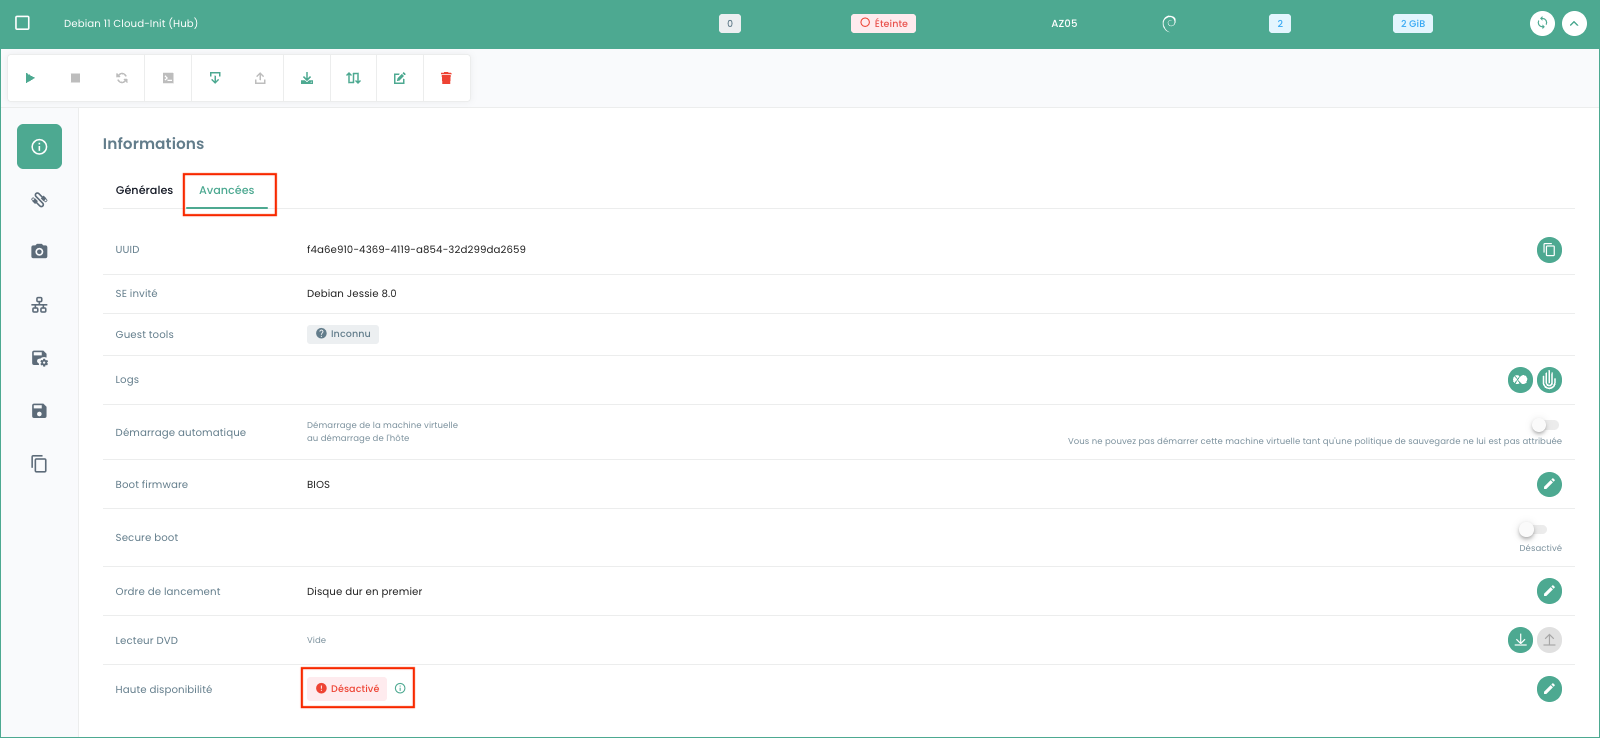 Debian 11 Cloud-Init (Hub)
0
Éteinte
AZ05
2
2 GiB
Informations
Générales
Avancées
UUID
f4a6e910-4369-4119-a854-32d299da2659
SE invité
Debian Jessie 8.0
Guest tools
Inconnu
Logs
Démarrage automatique
Démarrage de la machine virtuelle
au démarrage de l'hôte
Vous ne pouvez pas démarrer cette machine virtuelle tant qu'une politique de sauvegarde ne lui est pas attribuée
Boot firmware
BIOS
Secure boot
Désactivé
Ordre de lancement
Disque dur en premier
Lecteur DVD
Vide
Haute disponibilité
Désactivé